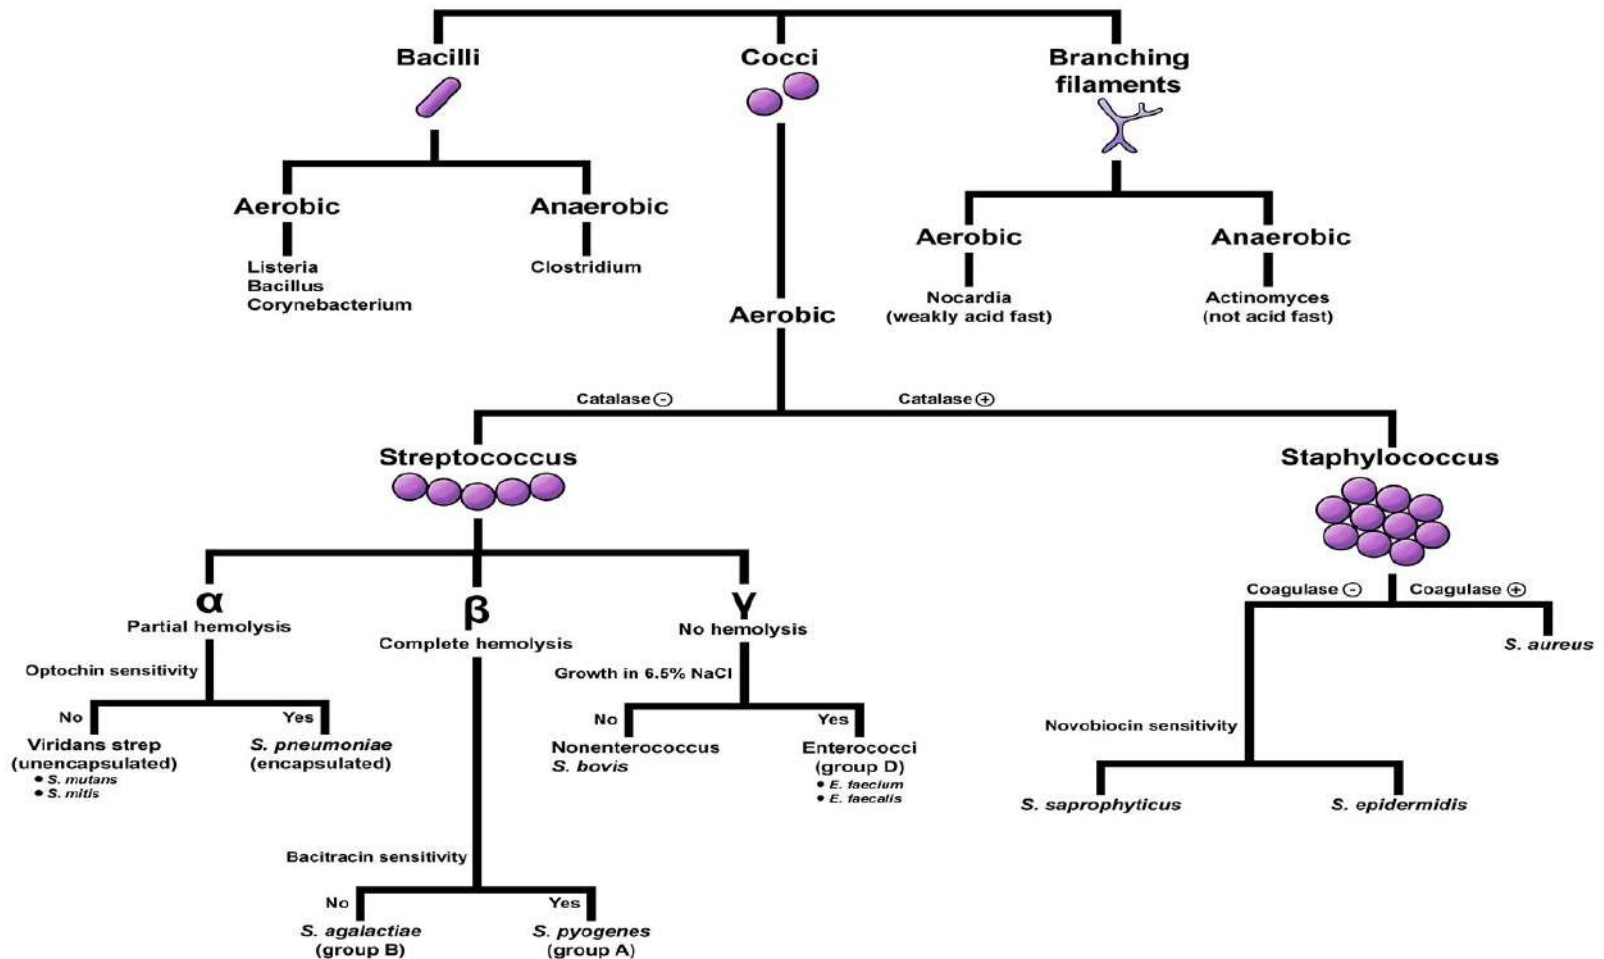 Bacilli
Cocci
Branching
filaments
Aerobic
Anaerobic
Listeria
Bacillus
Corynebacterium
Clostridium
Aerobic
Aerobic
Anaerobic
Nocardia
(weakly acid fast)
Actinomyces
(not acid fast)
Catalase ⊖
Catalase ⊕
Streptococcus
Staphylococcus
α
Partial hemolysis
β
Complete hemolysis
γ
No hemolysis
Optochin sensitivity
No
Yes
Viridans strep
(unencapsulated)
• S. mutans
• S. mitis
S. pneumoniae
(encapsulated)
Growth in 6.5% NaCl
No
Yes
Nonenterococcus
S. bovis
Enterococci
(group D)
• E. faecium
• E. faecalis
Bacitracin sensitivity
No
Yes
S. agalactiae
(group B)
S. pyogenes
(group A)
Coagulase ⊖
Coagulase ⊕
S. aureus
Novobiocin sensitivity
S. saprophyticus
S. epidermidis